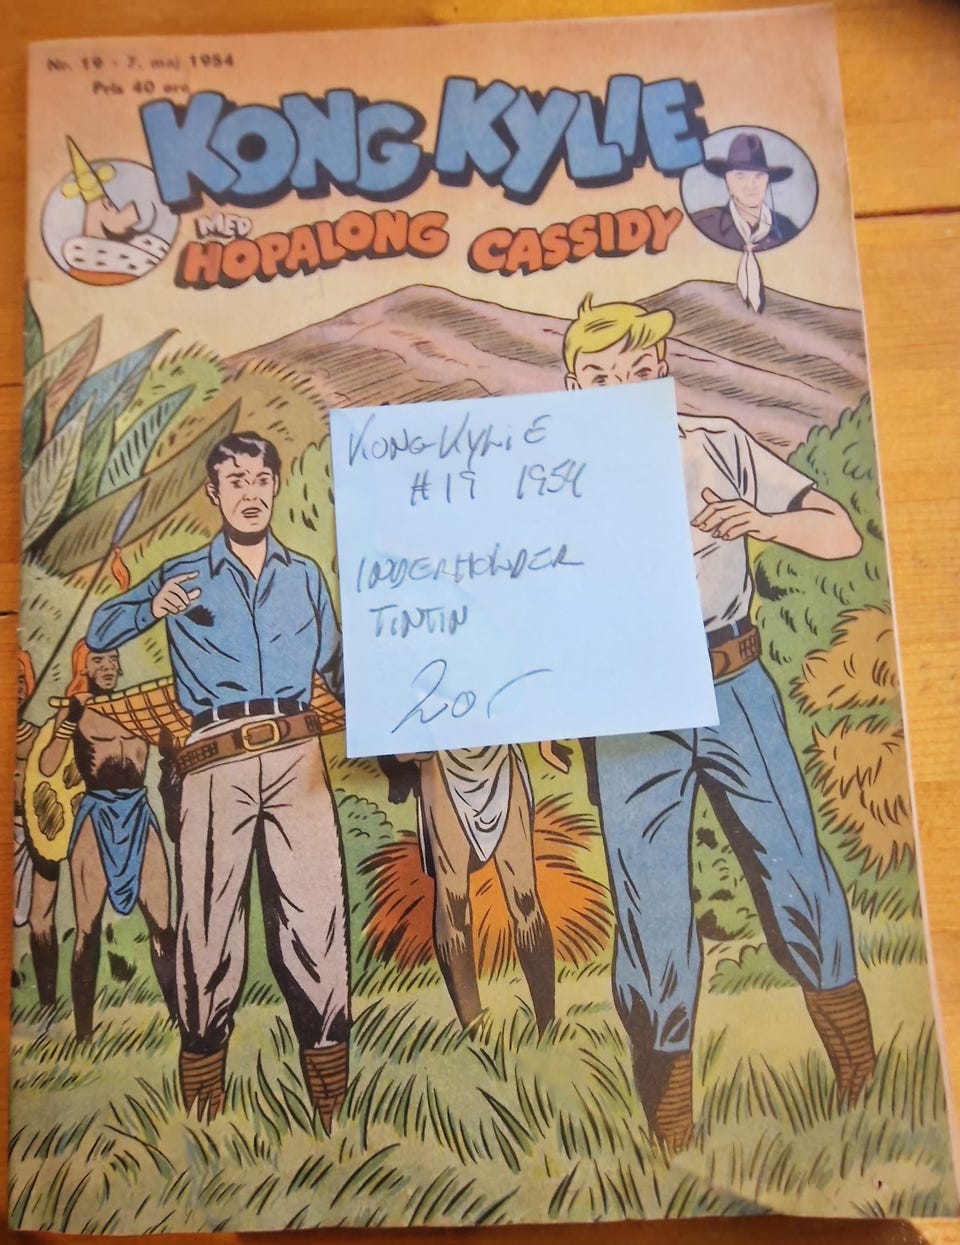 Nr. 19 · 7. maj 1954
Pris 40 øre
KONG KYLIE
MED
HOPALONG CASSIDY
KONG KYLIE
#19 1954
INDERHOLDER
TINTIN
20,-